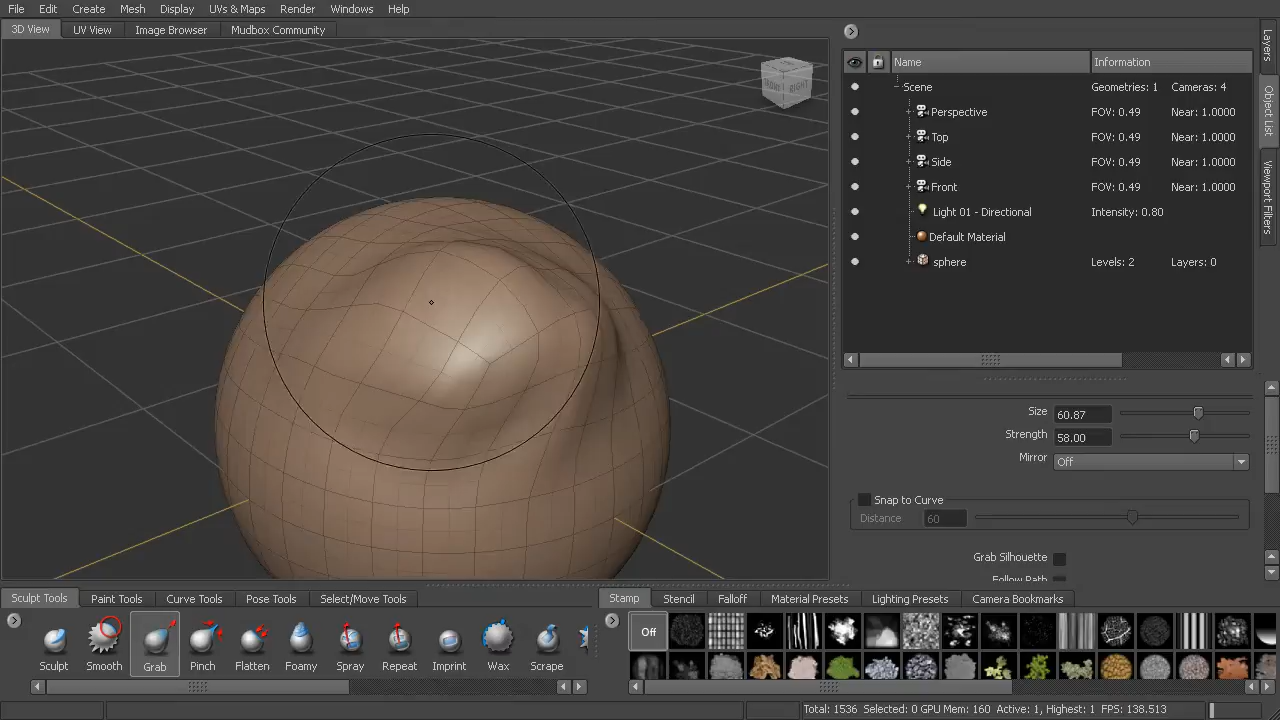 File Edit Create Mesh Display UVs & Maps Render Windows Help
3D View UV View Image Browser Mudbox Community
RIGHT
Name Information
Scene Geometries: 1 Cameras: 4
Perspective FOV: 0.49 Near: 1.0000
Top FOV: 0.49 Near: 1.0000
Side FOV: 0.49 Near: 1.0000
Front FOV: 0.49 Near: 1.0000
Light 01 - Directional Intensity: 0.80
Default Material
sphere Levels: 2 Layers: 0
Layers
Object List
Viewport Filters
Size 60.87
Strength 58.00
Mirror Off
Snap to Curve
Distance 60
Grab Silhouette
Follow Path
Sculpt Tools Paint Tools Curve Tools Pose Tools Select/Move Tools
Sculpt Smooth Grab Pinch Flatten Foamy Spray Repeat Imprint Wax Scrape
Stamp Stencil Falloff Material Presets Lighting Presets Camera Bookmarks
Off
Total: 1536 Selected: 0 GPU Mem: 160 Active: 1, Highest: 1 FPS: 138.513